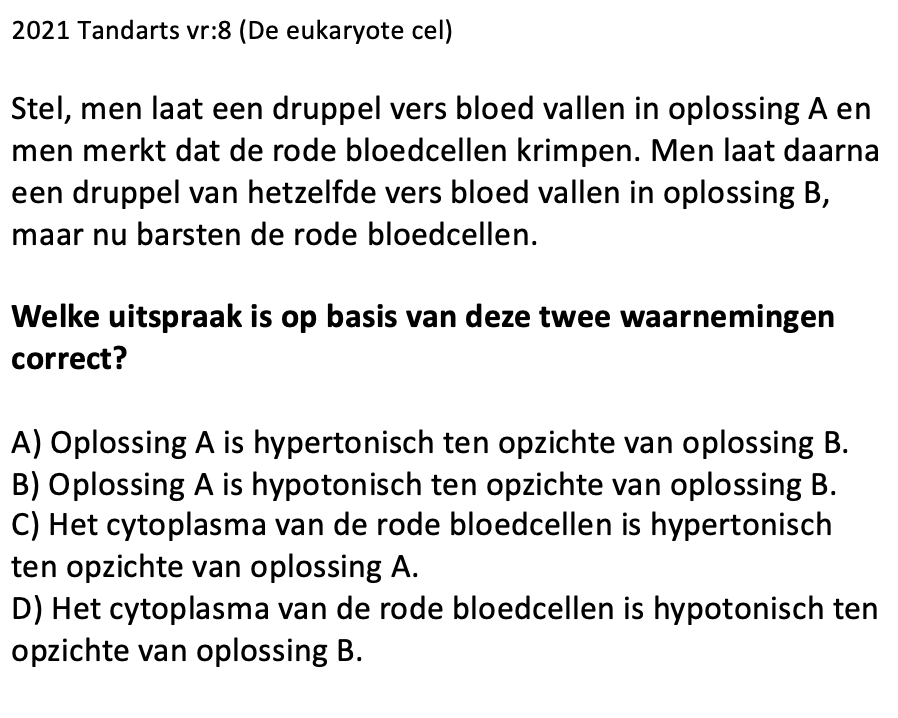 2021 Tandarts vr:8 (De eukaryote cel)
Stel, men laat een druppel vers bloed vallen in oplossing A en
men merkt dat de rode bloedcellen krimpen. Men laat daarna
een druppel van hetzelfde vers bloed vallen in oplossing B,
maar nu barsten de rode bloedcellen.
Welke uitspraak is op basis van deze twee waarnemingen
correct?
A) Oplossing A is hypertonisch ten opzichte van oplossing B.
B) Oplossing A is hypotonisch ten opzichte van oplossing B.
C) Het cytoplasma van de rode bloedcellen is hypertonisch
ten opzichte van oplossing A.
D) Het cytoplasma van de rode bloedcellen is hypotonisch ten
opzichte van oplossing B.